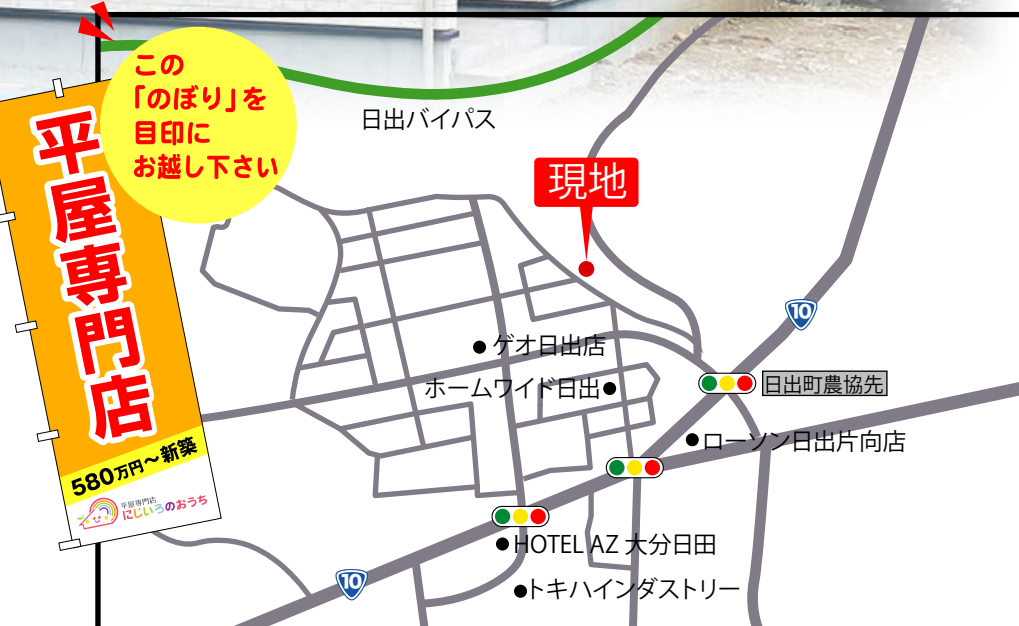 この
「のぼり」を
目印に
お越し下さい
平屋専門店
580万円～新築
平屋専門店
にじいろのおうち
日出バイパス
現地
10
ゲオ日出店
ホームワイド日出
日出町農協先
ローソン日出片向店
HOTEL AZ 大分日田
10
トキハインダストリー